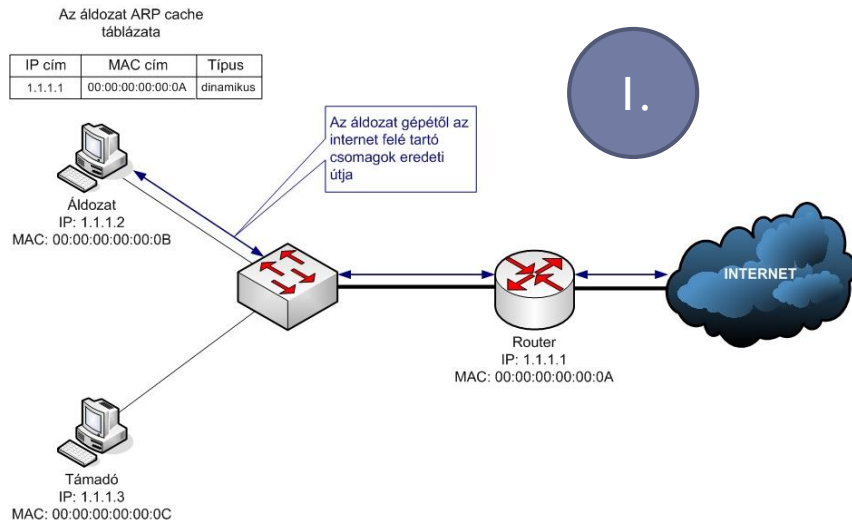 Az áldozat ARP cache
táblázata
IP cím MAC cím Típus
1.1.1.1 00:00:00:00:00:0A dinamikus
I.
Az áldozat gépétől az
internet felé tartó
csomagok eredeti
útja
Áldozat
IP: 1.1.1.2
MAC: 00:00:00:00:00:0B
INTERNET
Router
IP: 1.1.1.1
MAC: 00:00:00:00:00:0A
Támadó
IP: 1.1.1.3
MAC: 00:00:00:00:00:0C